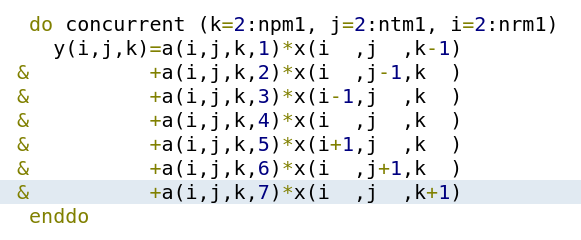 do concurrent (k=2:npm1, j=2:ntm1, i=2:nrm1)
y(i,j,k)=a(i,j,k,1)*x(i  ,j  ,k-1)
&          +a(i,j,k,2)*x(i  ,j-1,k  )
&          +a(i,j,k,3)*x(i-1,j  ,k  )
&          +a(i,j,k,4)*x(i  ,j  ,k  )
&          +a(i,j,k,5)*x(i+1,j  ,k  )
&          +a(i,j,k,6)*x(i  ,j+1,k  )
&          +a(i,j,k,7)*x(i  ,j  ,k+1)
enddo